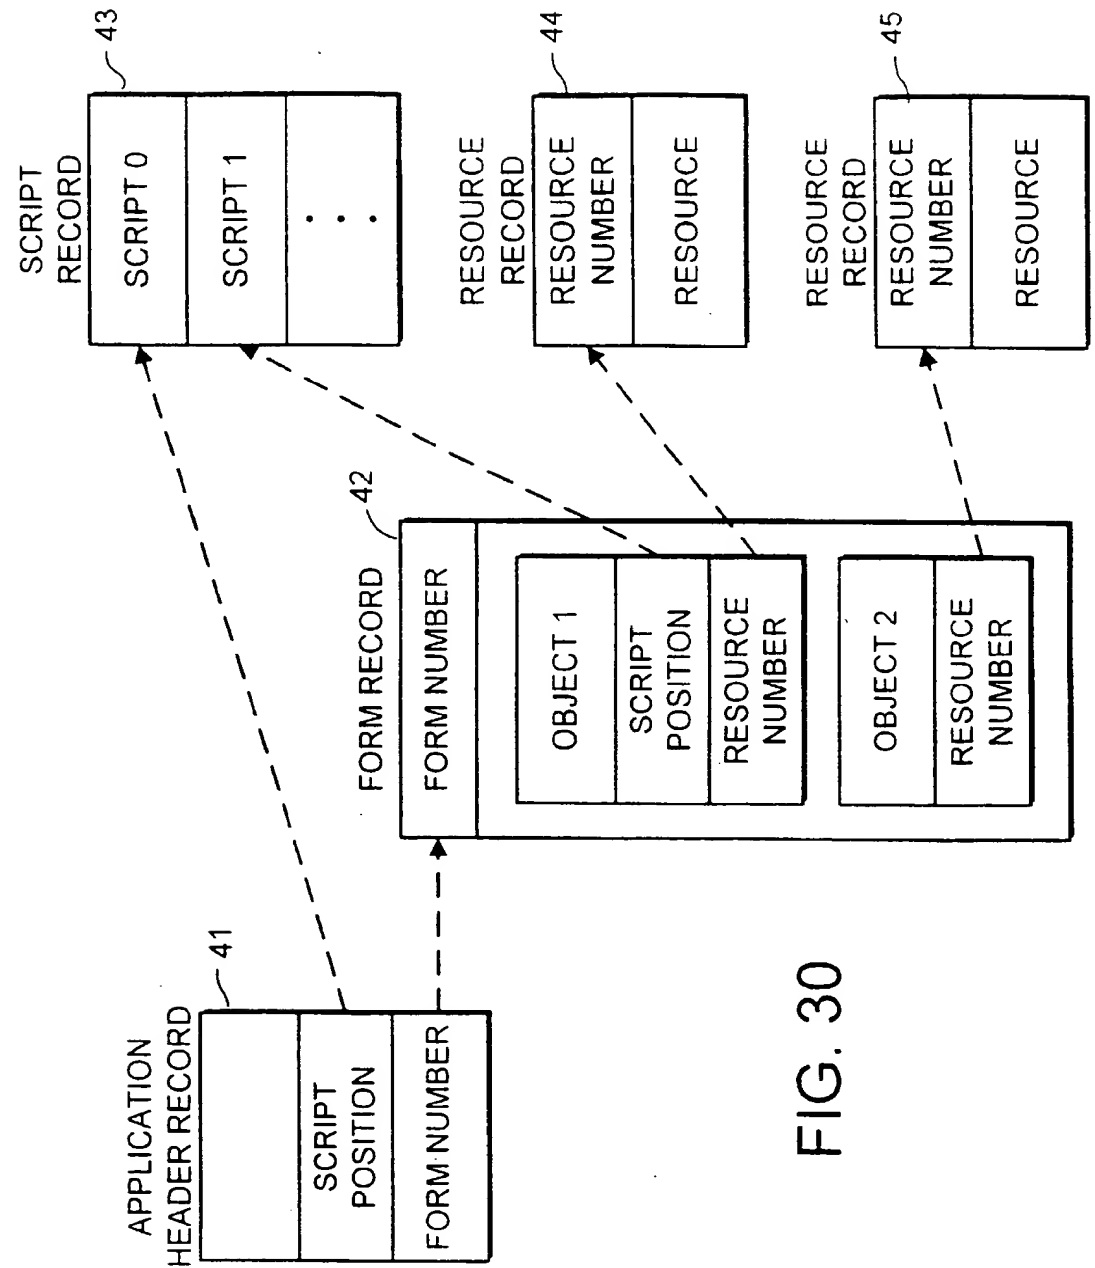 APPLICATION
HEADER RECORD
41
SCRIPT
POSITION
FORM NUMBER
FORM RECORD
42
FORM NUMBER
OBJECT 1
SCRIPT
POSITION
RESOURCE
NUMBER
OBJECT 2
RESOURCE
NUMBER
SCRIPT
RECORD
43
SCRIPT 0
SCRIPT 1
RESOURCE
RECORD
44
RESOURCE
NUMBER
RESOURCE
RESOURCE
RECORD
45
RESOURCE
NUMBER
RESOURCE
FIG. 30